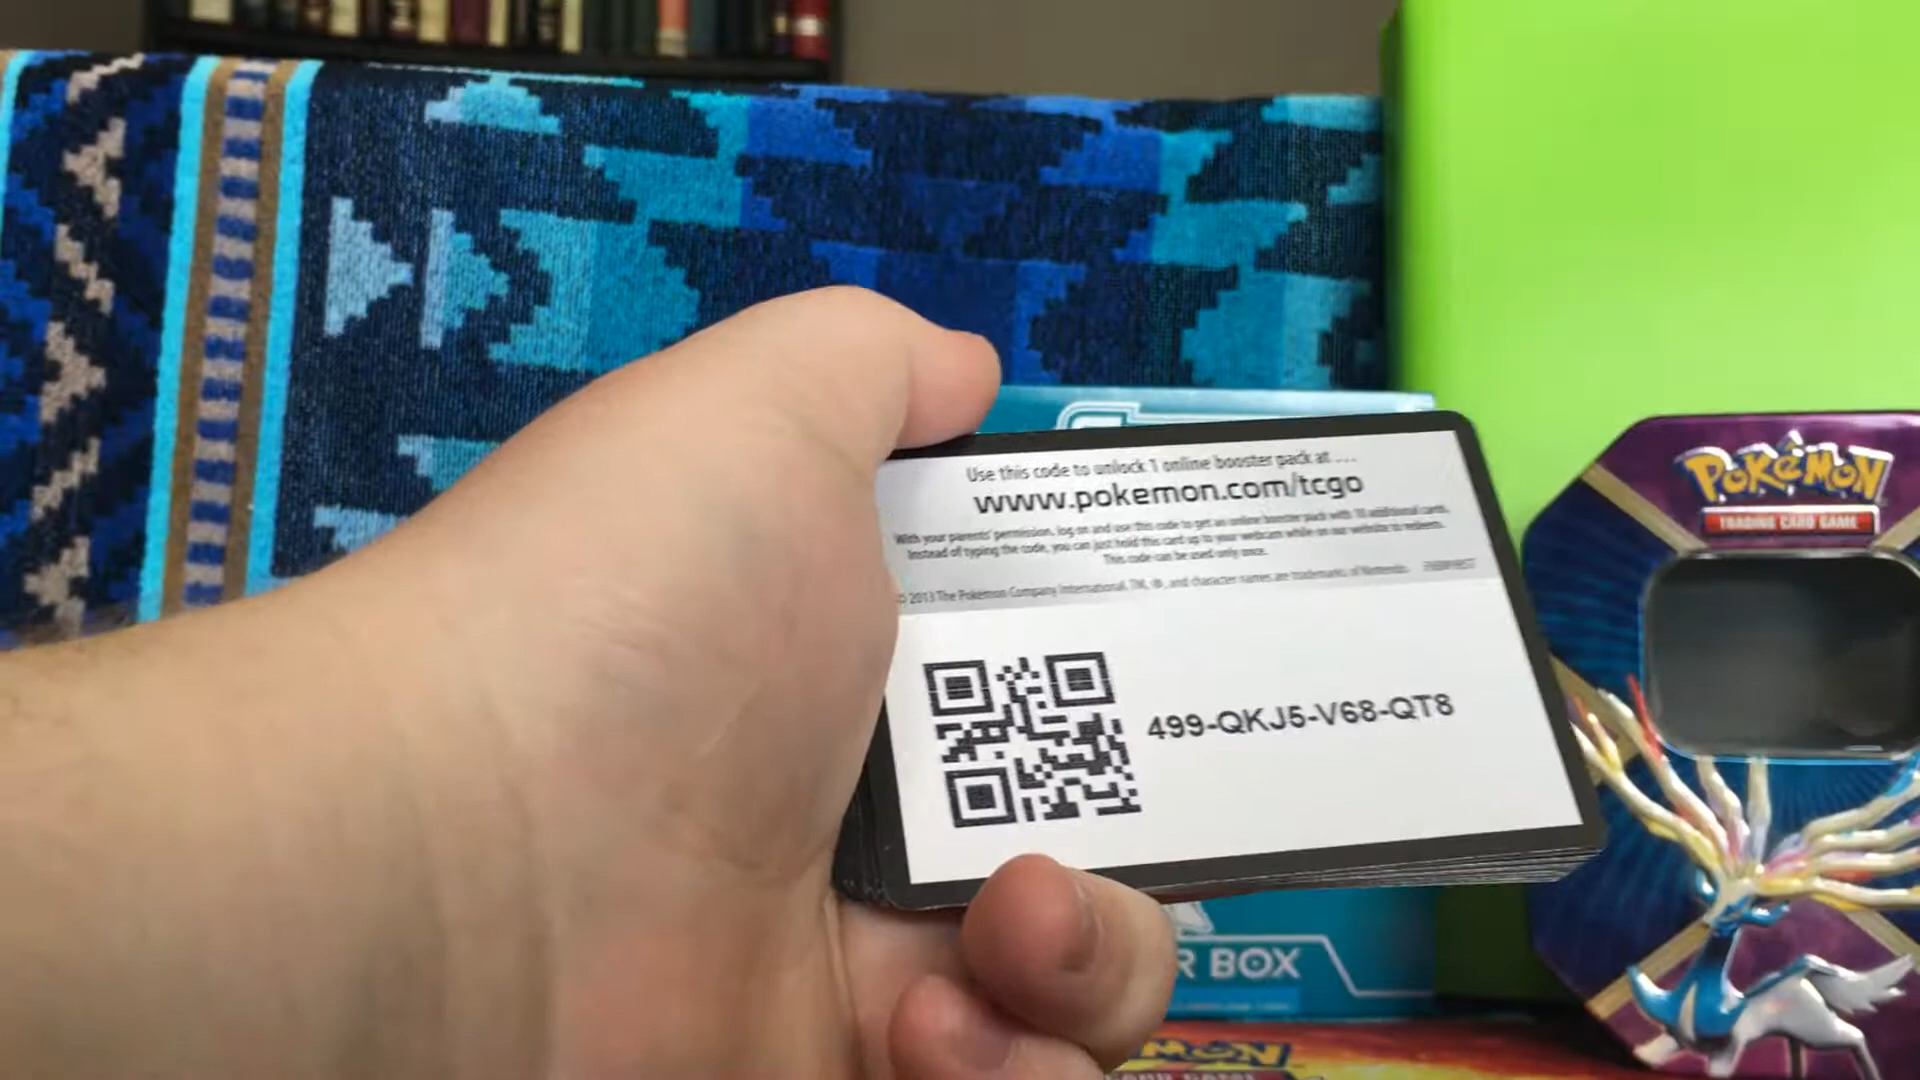 Use this code to unlock 1 online booster pack at ....
www.pokemon.com/tcgo
With your parents' permission, log on and use this code to get an online booster pack with 10 additional cards.
Instead of typing the code, you can just hold this card up to your webcam while on our website to redeem.
This code can be used only once.
© 2013 The Pokémon Company International. TM, ®, and character names are trademarks of Nintendo.
499-QKJ5-V68-QT8
POKéMON
TRADING CARD GAME
R BOX
MON